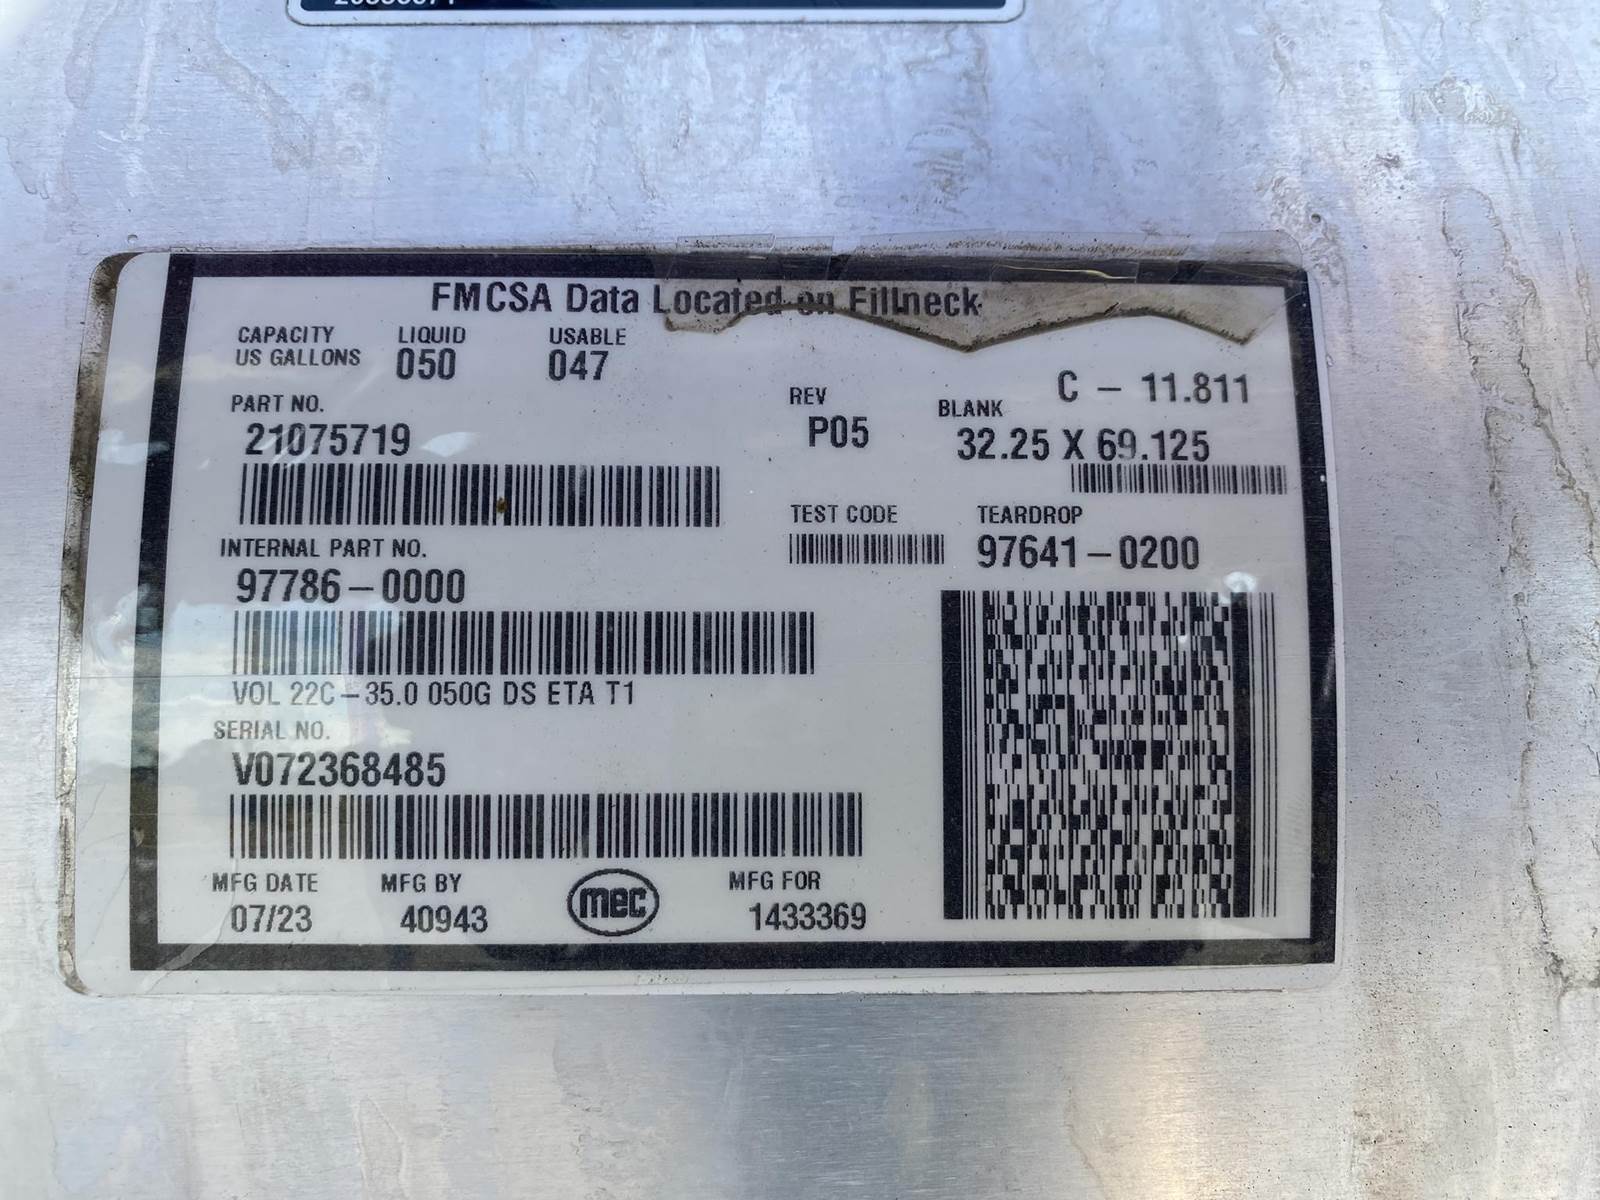 FMCSA Data Located on Fillneck
CAPACITY US GALLONS
LIQUID 050
USABLE 047
PART NO.
21075719
REV
P05
BLANK
C - 11.811
32.25 X 69.125
TEST CODE
TEARDROP
97641-0200
INTERNAL PART NO.
97786-0000
VOL 22C-35.0 050G DS ETA T1
SERIAL NO.
V072368485
MFG DATE
07/23
MFG BY
40943
mec
MFG FOR
1433369